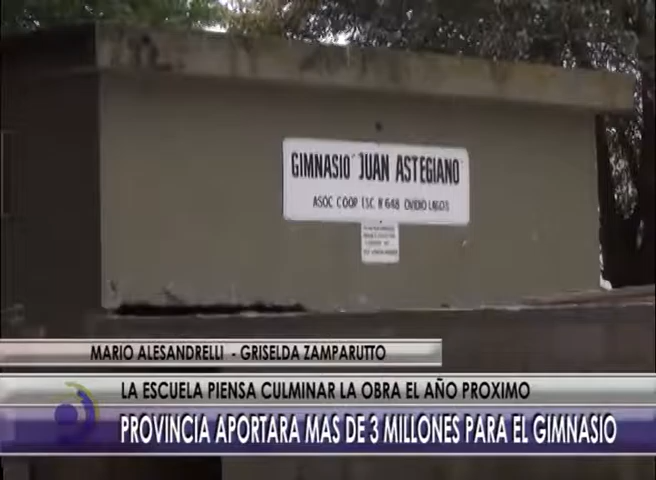 GIMNASIO "JUAN ASTEGIANO"
ASOC COOP ESC Nº 648 OVIDIO LAGOS
MARIO ALESANDRELLI - GRISELDA ZAMPARUTTO
LA ESCUELA PIENSA CULMINAR LA OBRA EL AÑO PROXIMO
PROVINCIA APORTARA MAS DE 3 MILLONES PARA EL GIMNASIO